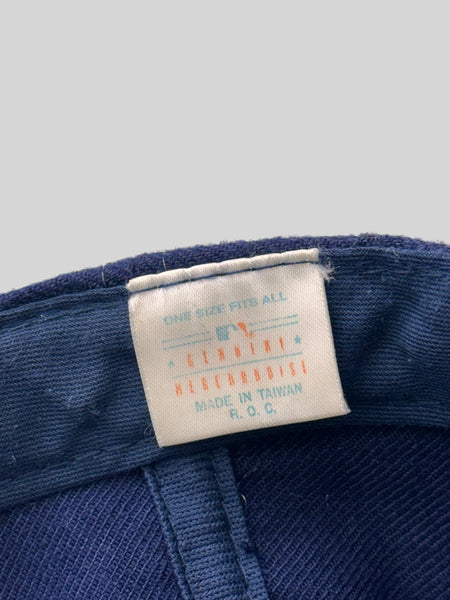 ONE SIZE FITS ALL
GENUINE
MERCHANDISE
MADE IN TAIWAN
R.O.C.